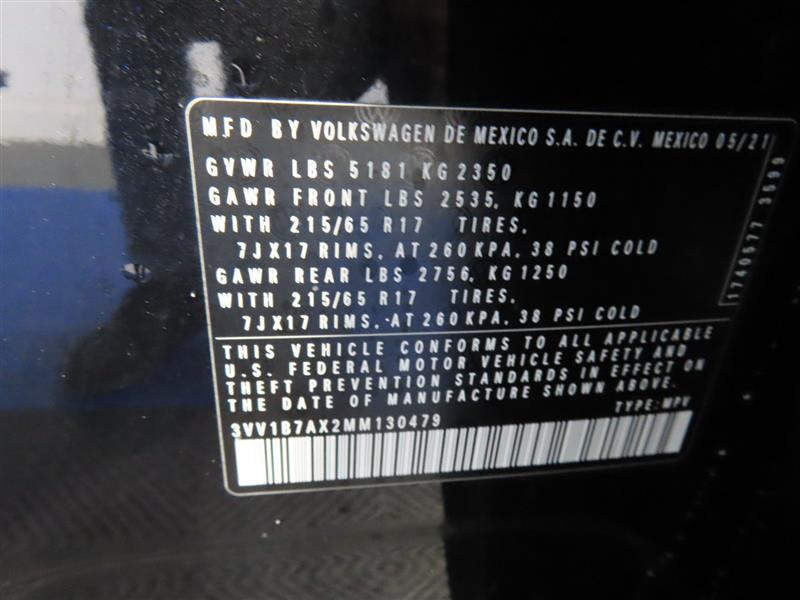 MFD BY VOLKSWAGEN DE MEXICO S.A. DE C.V. MEXICO 05/21
GVWR LBS 5181 KG 2350
GAWR FRONT LBS 2535, KG 1150
WITH 215/65 R17 TIRES,
7JX17 RIMS, AT 260 KPA, 38 PSI COLD
GAWR REAR LBS 2756, KG 1250
WITH 215/65 R17 TIRES,
7JX17 RIMS, AT 260 KPA, 38 PSI COLD
THIS VEHICLE CONFORMS TO ALL APPLICABLE
U.S. FEDERAL MOTOR VEHICLE SAFETY AND
THEFT PREVENTION STANDARDS IN EFFECT ON
THE DATE OF MANUFACTURE SHOWN ABOVE.
TYPE: MPV
3VV1B7AX2MM130479
1740577 3599